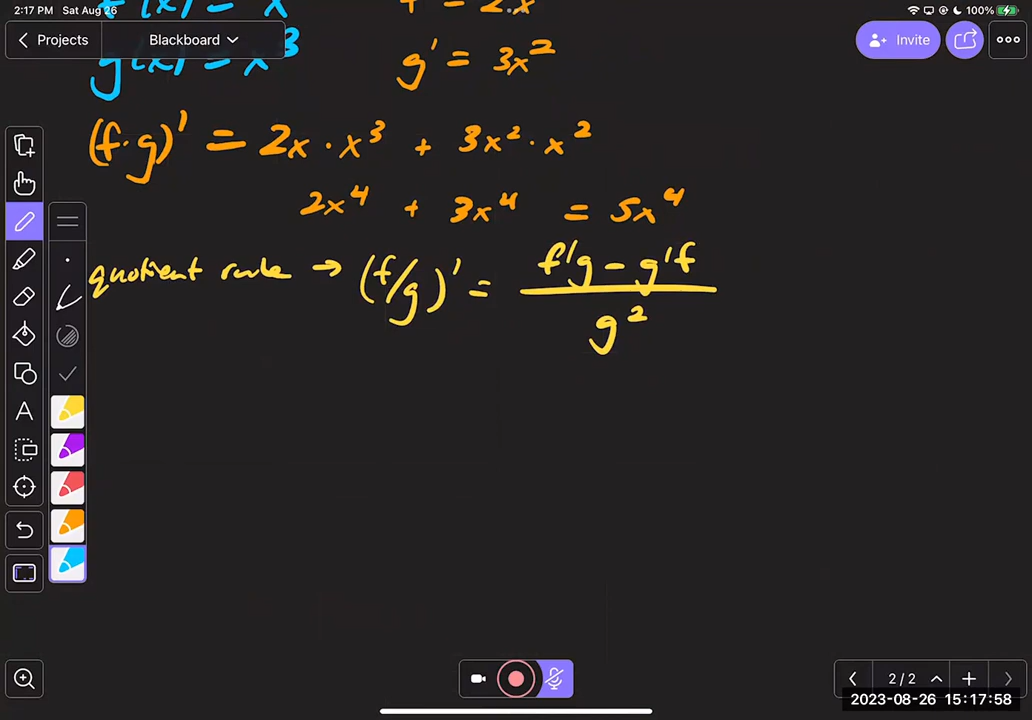 2:17 PM Sat Aug 26
100%
Projects
Blackboard
Invite
g(x) = x³
g' = 3x²
(f·g)' = 2x · x³ + 3x² · x²
2x⁴ + 3x⁴ = 5x⁴
quotient rule → (f/g)' = f'g - g'f
g²
A
2 / 2
2023-08-26 15:17:58